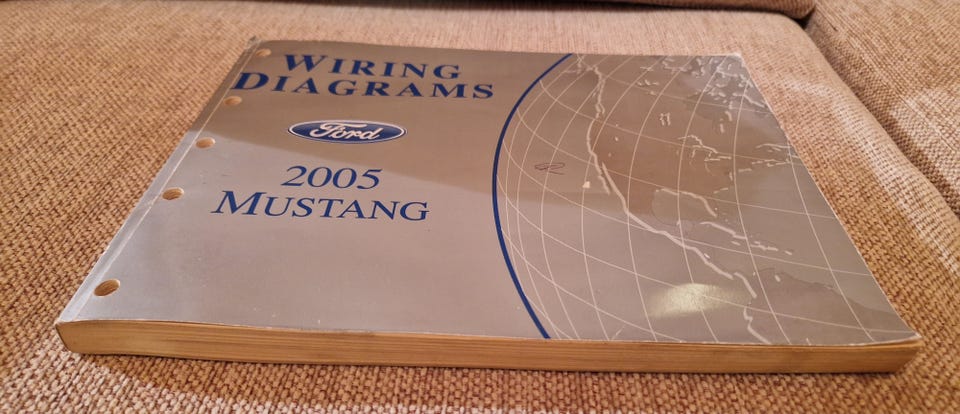 WIRING
DIAGRAMS
Ford
2005
MUSTANG